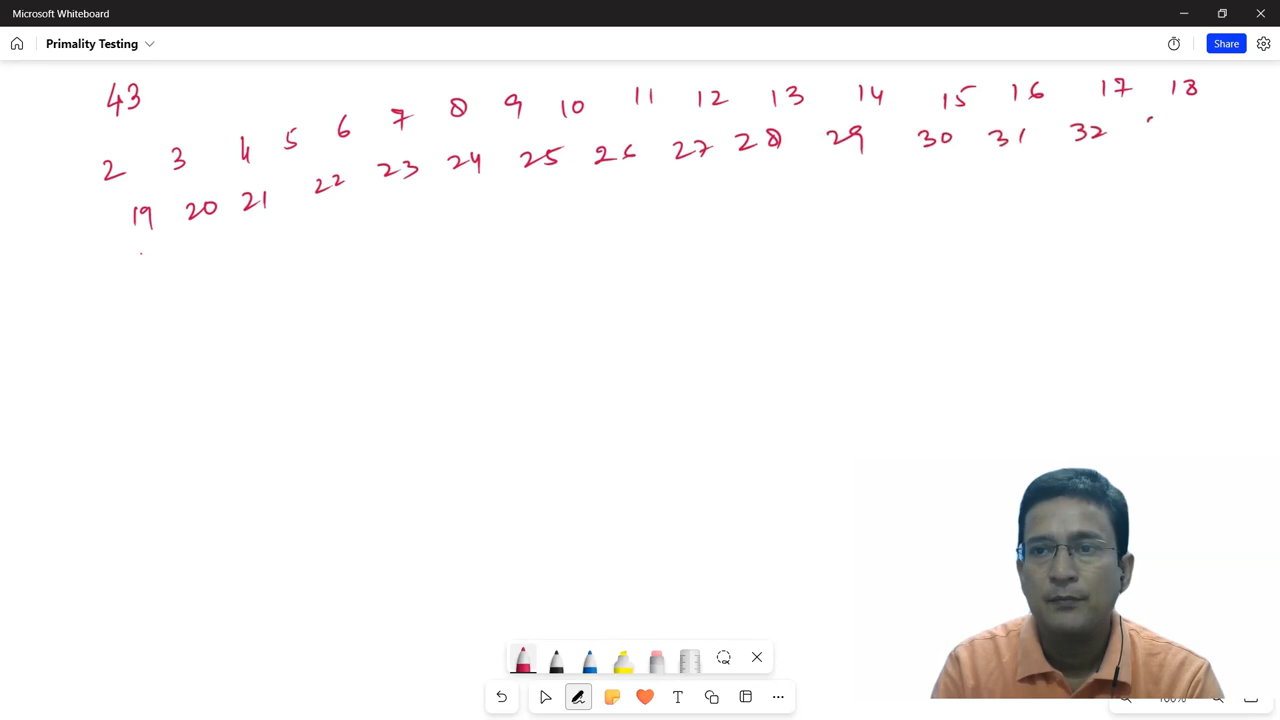 Microsoft Whiteboard
Primality Testing
Share
43
2 3 4 5 6 7 8 9 10 11 12 13 14 15 16 17 18
19 20 21 22 23 24 25 26 27 28 29 30 31 32
T